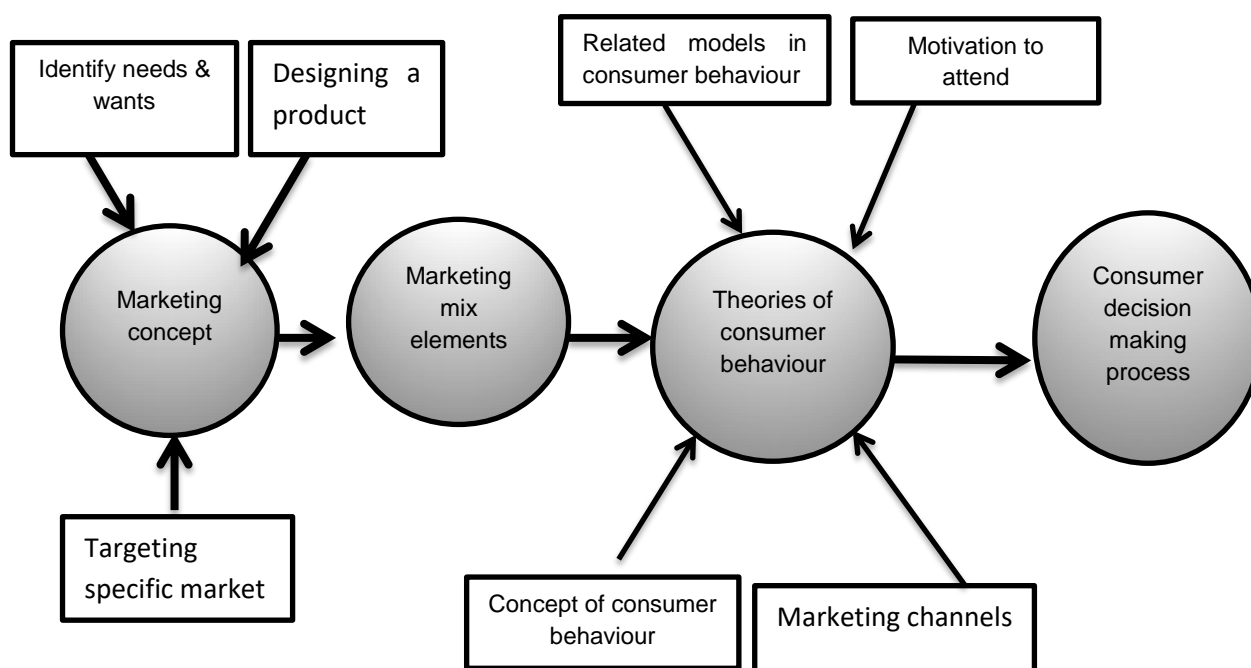 Identify needs &
wants
Designing a
product
Related models in
consumer behaviour
Motivation to
attend
Marketing
concept
Marketing
mix
elements
Theories of
consumer
behaviour
Consumer
decision
making
process
Targeting
specific market
Concept of consumer
behaviour
Marketing channels